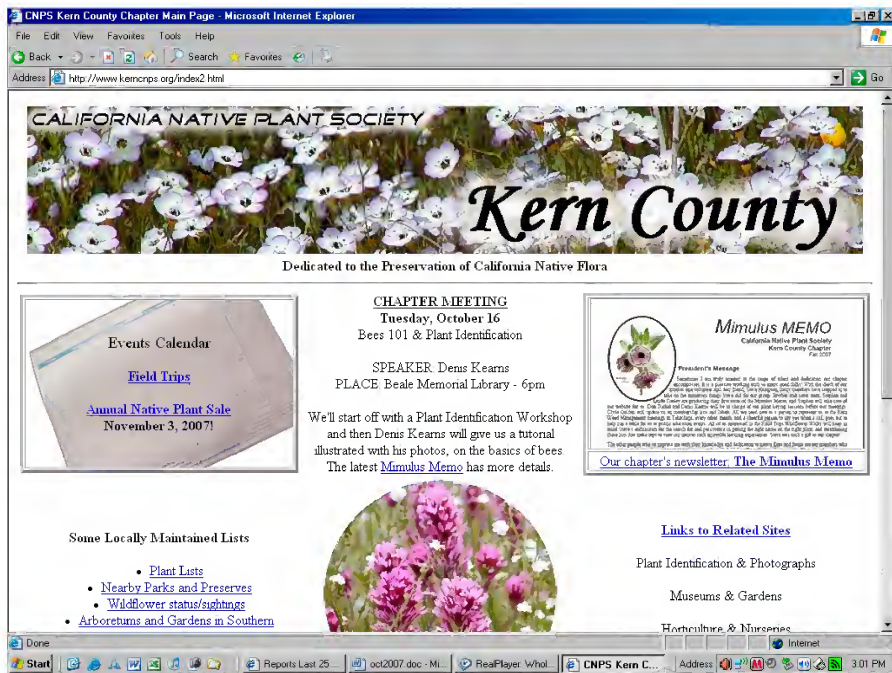 CNPS Kern County Chapter Main Page - Microsoft Internet Explorer
File Edit View Favorites Tools Help
Back Search Favorites
Address http://www.kerncnps.org/index2.html Go
CALIFORNIA NATIVE PLANT SOCIETY
Kern County
Dedicated to the Preservation of California Native Flora
Events Calendar
Field Trips
Annual Native Plant Sale
November 3, 2007!
CHAPTER MEETING
Tuesday, October 16
Bees 101 & Plant Identification
SPEAKER: Denis Kearns
PLACE: Beale Memorial Library - 6pm
We'll start off with a Plant Identification Workshop
and then Denis Kearns will give us a tutorial
illustrated with his photos, on the basics of bees.
The latest Mimulus Memo has more details.
Mimulus MEMO
California Native Plant Society
Kern County Chapter
Fall 2007
President's Message
Our chapter's newsletter, The Mimulus Memo
Some Locally Maintained Lists
• Plant Lists
• Nearby Parks and Preserves
• Wildflower status/sightings
• Arboretums and Gardens in Southern
Links to Related Sites
Plant Identification & Photographs
Museums & Gardens
Horticulture & Nurseries
Done Internet
Start Reports Last 25... oct2007.doc - Mi... RealPlayer: Whol... CNPS Kern C... Address 3:01 PM